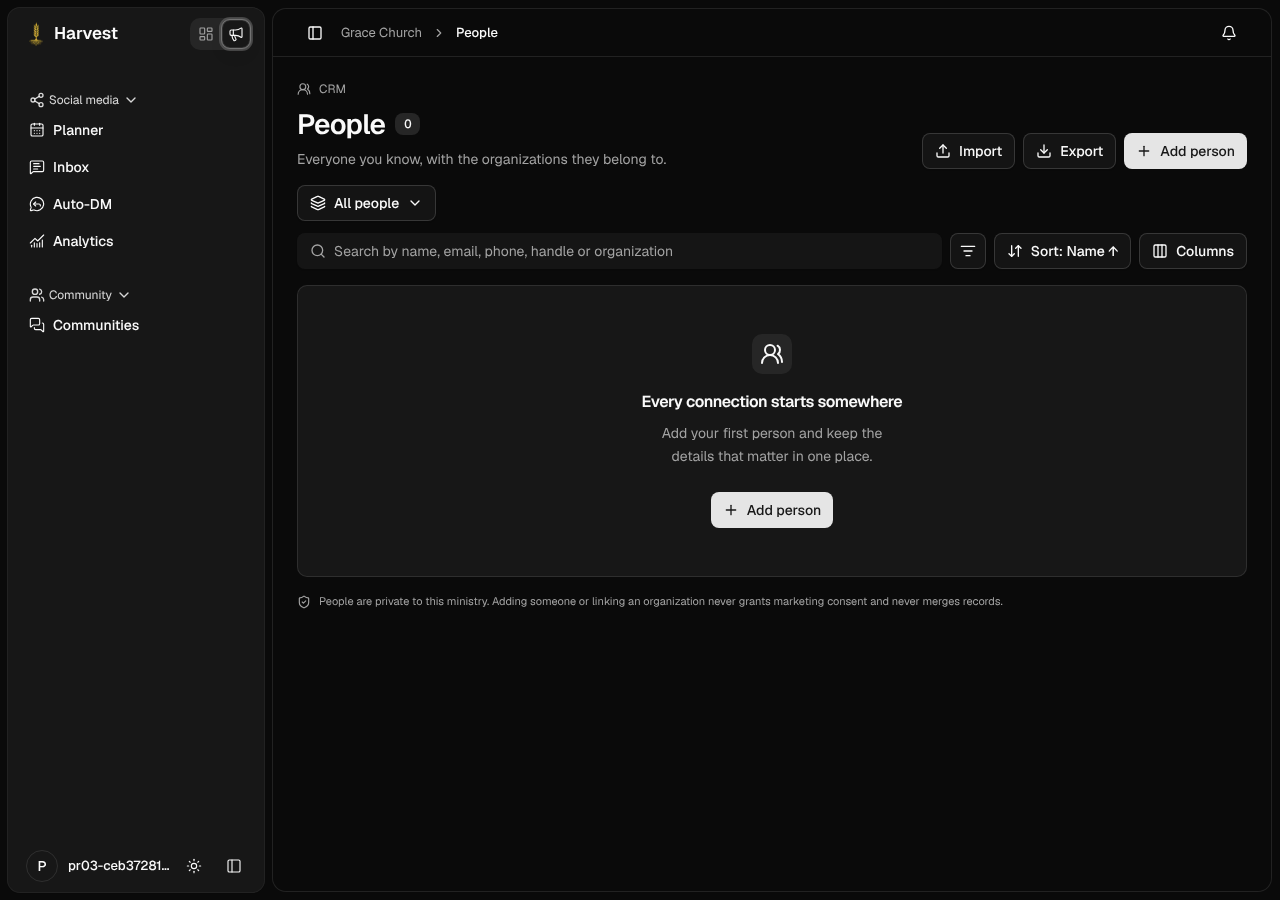 Harvest
Social media
Planner
Inbox
Auto-DM
Analytics
Community
Communities
P
pr03-ceb37281…
Grace Church
People
CRM
People
0
Everyone you know, with the organizations they belong to.
Import
Export
Add person
All people
Search by name, email, phone, handle or organization
Sort: Name ↑
Columns
Every connection starts somewhere
Add your first person and keep the
details that matter in one place.
Add person
People are private to this ministry. Adding someone or linking an organization never grants marketing consent and never merges records.